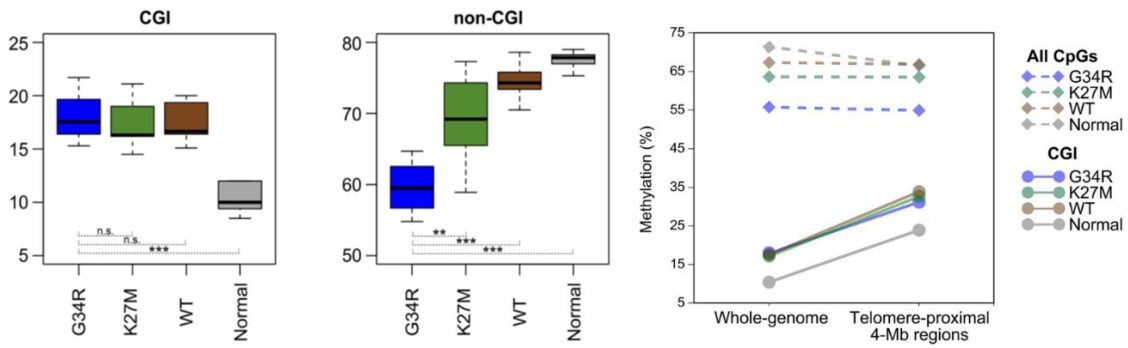 CGI
25
20
15
10
5
n.s.
n.s.
***
G34R
K27M
WT
Normal
non-CGI
80
70
60
50
**
***
***
G34R
K27M
WT
Normal
Methylation (%)
75
65
55
45
35
25
15
5
Whole-genome
Telomere-proximal
4-Mb regions
All CpGs
G34R
K27M
WT
Normal
CGI
G34R
K27M
WT
Normal